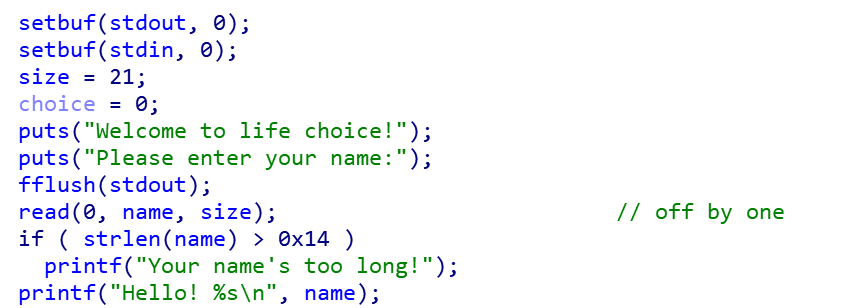 setbuf(stdout, 0);
setbuf(stdin, 0);
size = 21;
choice = 0;
puts("Welcome to life choice!");
puts("Please enter your name:");
fflush(stdout);
read(0, name, size); // off by one
if ( strlen(name) > 0x14 )
printf("Your name's too long!");
printf("Hello! %s\n", name);